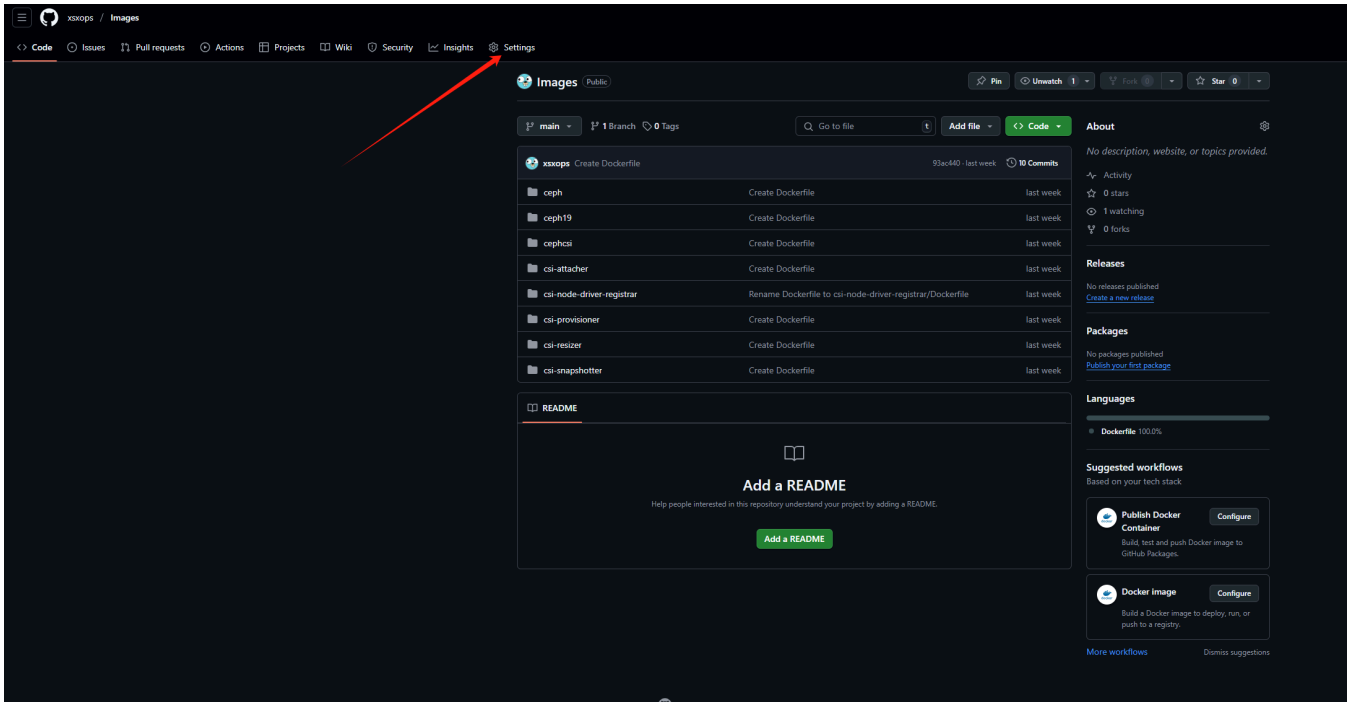 xsxops / Images
Code Issues Pull requests Actions Projects Wiki Security Insights Settings
Images Public
Pin Unwatch 1 Fork 0 Star 0
main 1 Branch 0 Tags Go to file t Add file Code
xsxops Create Dockerfile 93ac440 · last week 10 Commits
ceph Create Dockerfile last week
ceph19 Create Dockerfile last week
cephcsi Create Dockerfile last week
csi-attacher Create Dockerfile last week
csi-node-driver-registrar Rename Dockerfile to csi-node-driver-registrar/Dockerfile last week
csi-provisioner Create Dockerfile last week
csi-resizer Create Dockerfile last week
csi-snapshotter Create Dockerfile last week
README
Add a README
Help people interested in this repository understand your project by adding a README.
Add a README
About
No description, website, or topics provided.
Activity
0 stars
1 watching
0 forks
Releases
No releases published
Create a new release
Packages
No packages published
Publish your first package
Languages
Dockerfile 100.0%
Suggested workflows
Based on your tech stack
Publish Docker
Container
Configure
Build, test and push Docker image to
GitHub Packages.
Docker image
Configure
Build a Docker image to deploy, run, or
push to a registry.
More workflows Dismiss suggestions